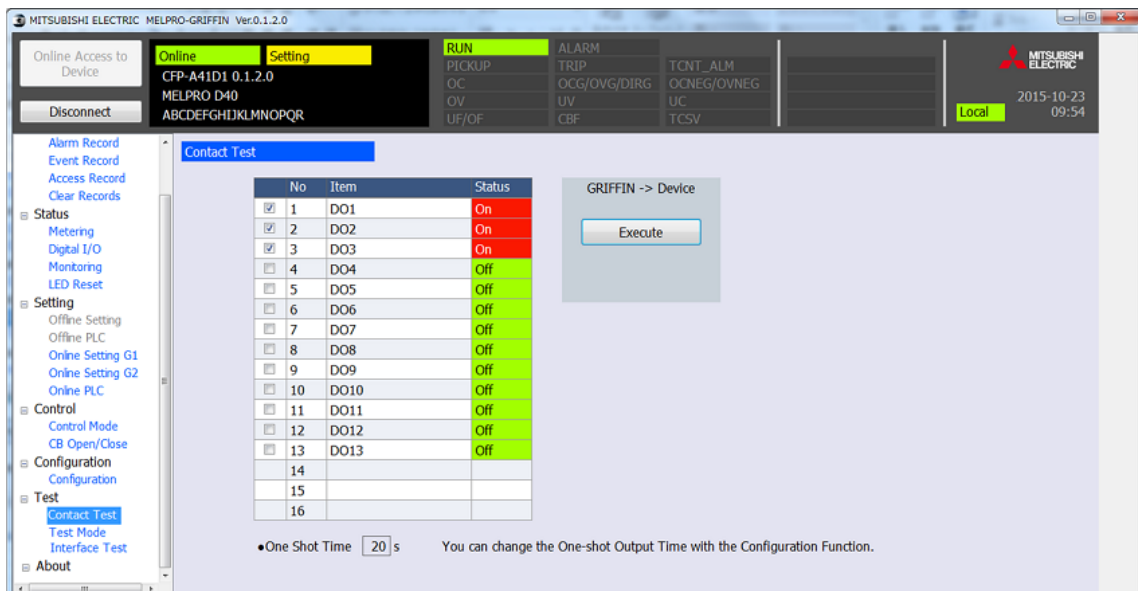 MITSUBISHI ELECTRIC MELPRO-GRIFFIN Ver.0.1.2.0
Online Access to
Device
Disconnect
Online Setting
CFP-A41D1 0.1.2.0
MELPRO D40
ABCDEFGHIJKLMNOPQR
RUN ALARM
PICKUP TRIP TCNT_ALM
OC OCG/OVG/DIRG OCNEG/OVNEG
OV UV UC
UF/OF CBF TCSV
MITSUBISHI
ELECTRIC
2015-10-23
Local 09:54
Alarm Record
Event Record
Access Record
Clear Records
Status
Metering
Digital I/O
Monitoring
LED Reset
Setting
Offline Setting
Offline PLC
Online Setting G1
Online Setting G2
Online PLC
Control
Control Mode
CB Open/Close
Configuration
Configuration
Test
Contact Test
Test Mode
Interface Test
About
Contact Test
No Item Status
1 DO1 On
2 DO2 On
3 DO3 On
4 DO4 Off
5 DO5 Off
6 DO6 Off
7 DO7 Off
8 DO8 Off
9 DO9 Off
10 DO10 Off
11 DO11 Off
12 DO12 Off
13 DO13 Off
14
15
16
GRIFFIN -> Device
Execute
●One Shot Time 20 s You can change the One-shot Output Time with the Configuration Function.